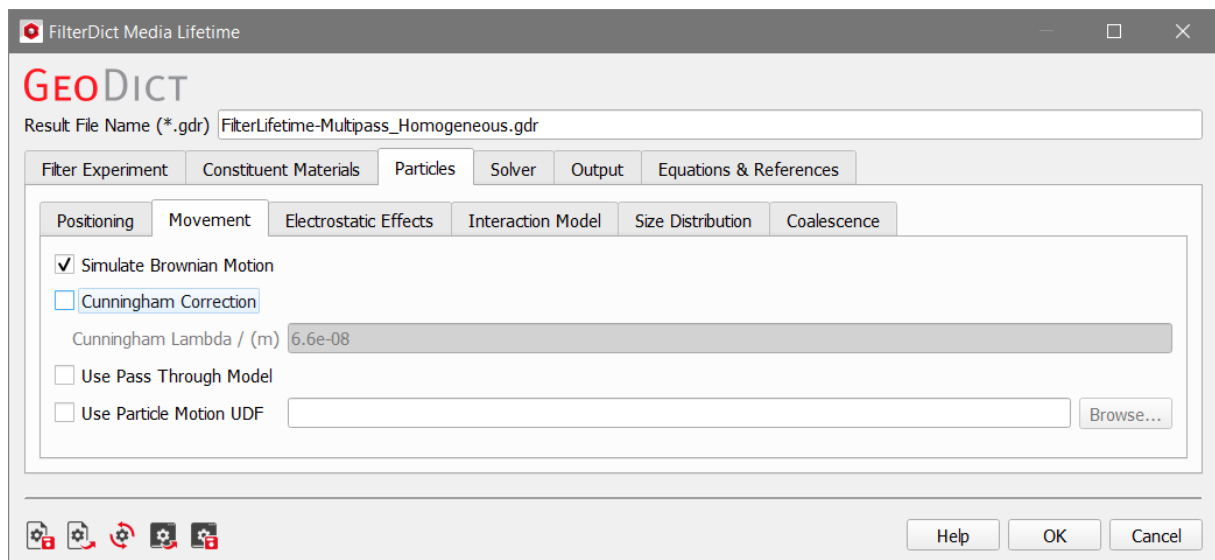 FilterDict Media Lifetime
GEODICT
Result File Name (*.gdr) FilterLifetime-Multipass_Homogeneous.gdr
Filter Experiment Constituent Materials Particles Solver Output Equations & References
Positioning Movement Electrostatic Effects Interaction Model Size Distribution Coalescence
Simulate Brownian Motion
Cunningham Correction
Cunningham Lambda / (m) 6.6e-08
Use Pass Through Model
Use Particle Motion UDF Browse...
Help OK Cancel